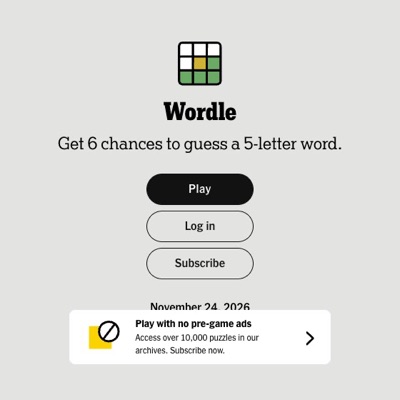 Wordle
Get 6 chances to guess a 5-letter word.
Play
Log in
Subscribe
November 24, 2026
Play with no pre-game ads
Access over 10,000 puzzles in our
archives. Subscribe now.